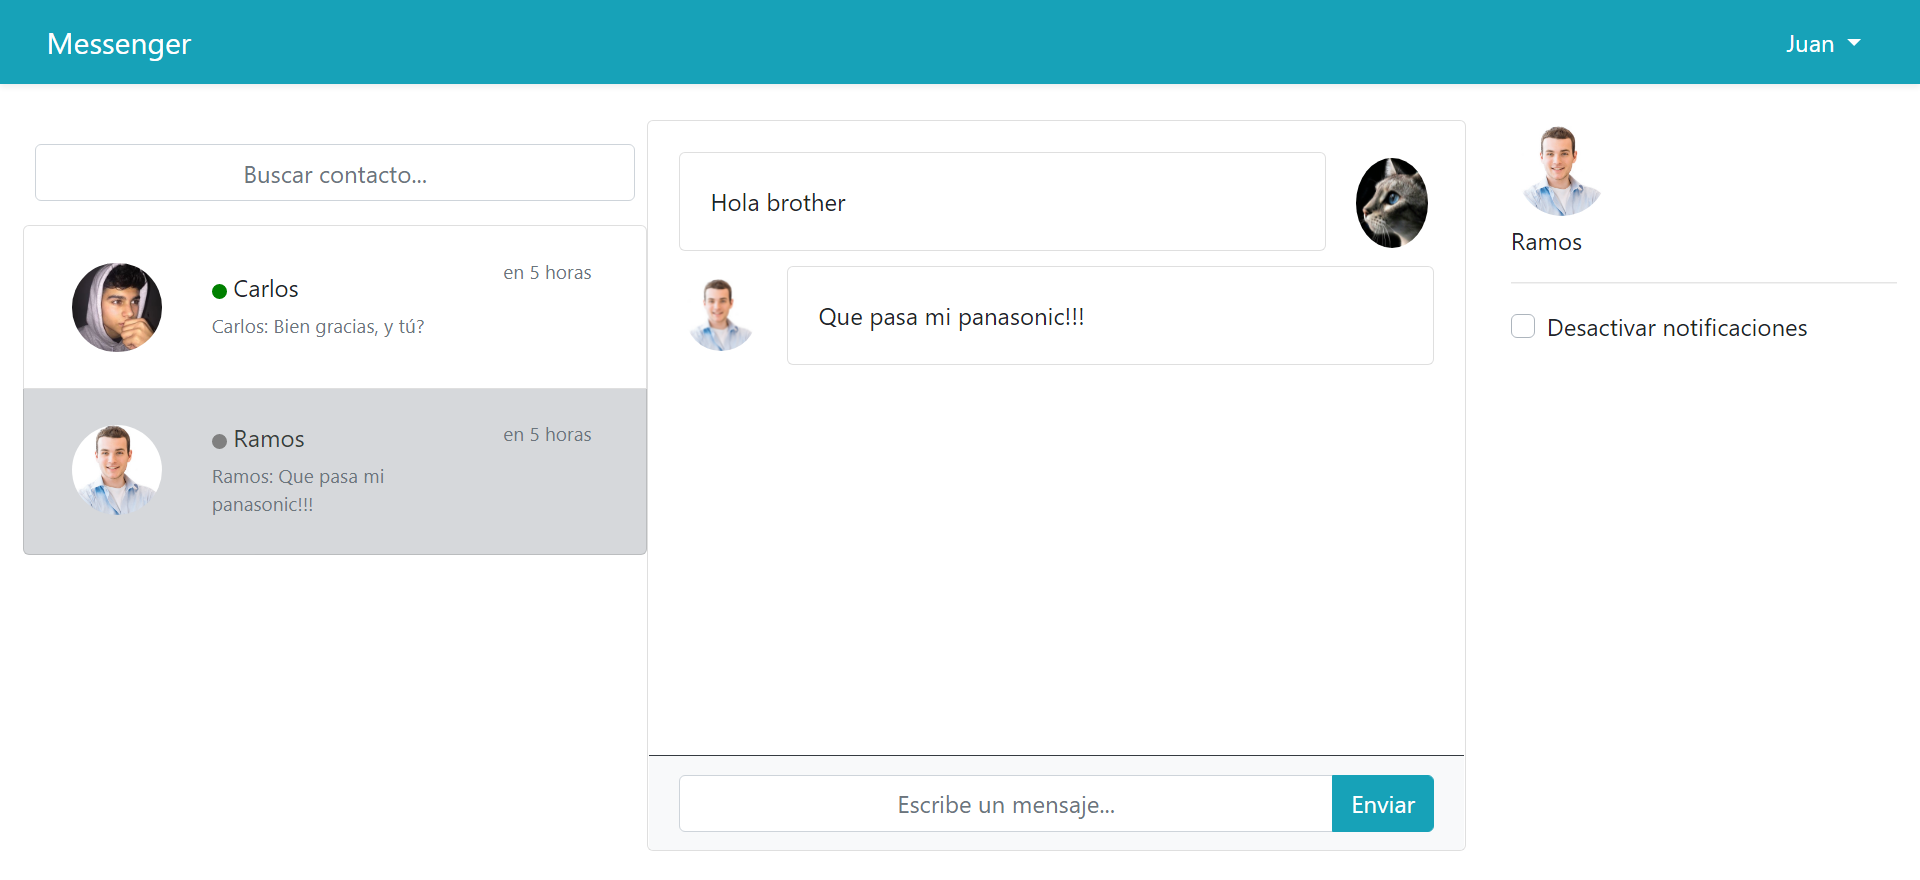 Messenger
Juan
Buscar contacto...
Carlos
en 5 horas
Carlos: Bien gracias, y tú?
Ramos
en 5 horas
Ramos: Que pasa mi
panasonic!!!
Hola brother
Que pasa mi panasonic!!!
Escribe un mensaje...
Enviar
Ramos
Desactivar notificaciones